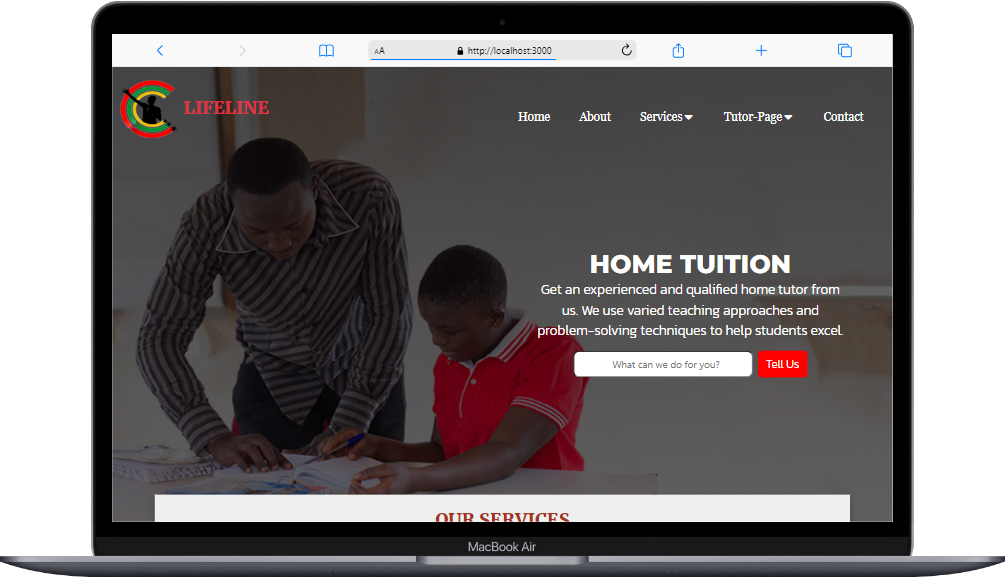 AA http://localhost:3000
LIFELINE
Home About Services Tutor-Page Contact
HOME TUITION
Get an experienced and qualified home tutor from
us. We use varied teaching approaches and
problem-solving techniques to help students excel.
What can we do for you? Tell Us
OUR SERVICES
MacBook Air